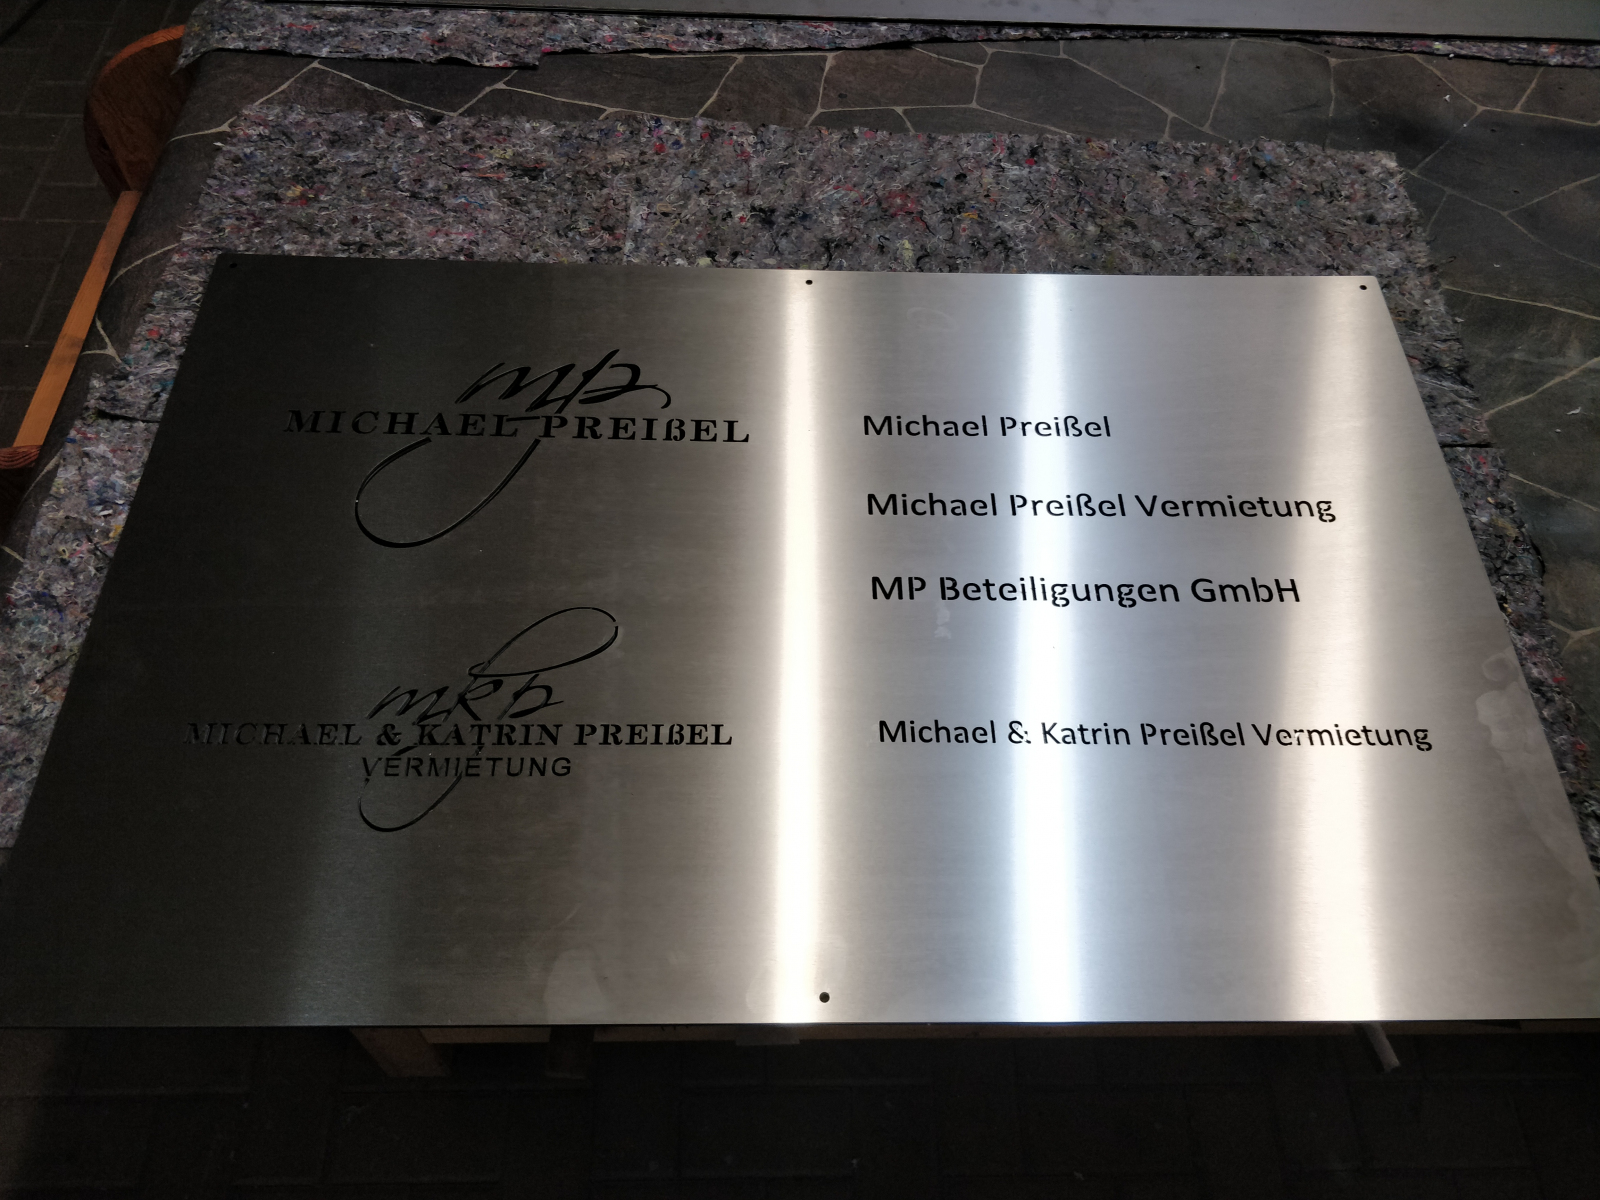 mp
MICHAEL PREIßEL
mkp
MICHAEL & KATRIN PREIßEL
VERMIETUNG
Michael Preißel
Michael Preißel Vermietung
MP Beteiligungen GmbH
Michael & Katrin Preißel Vermietung